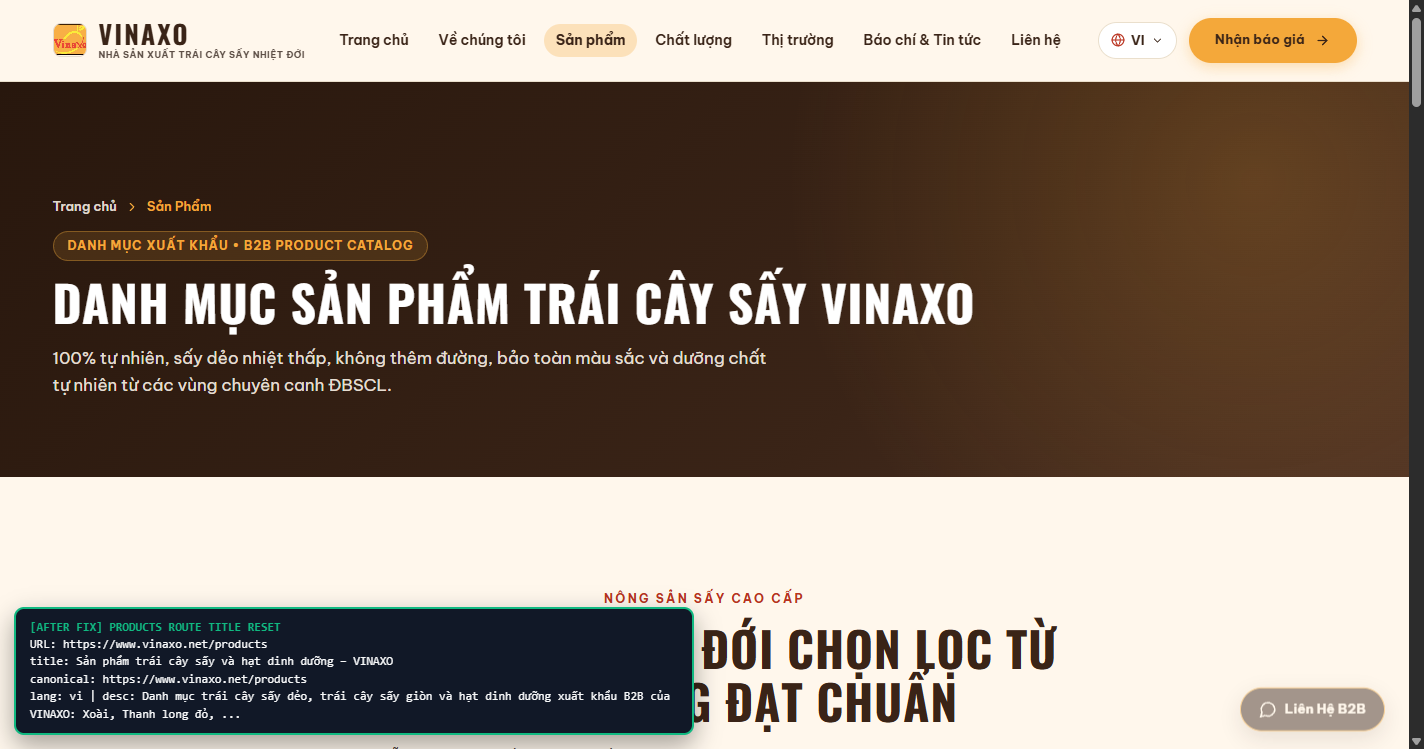 Vinaxo
VINAXO
NHÀ SẢN XUẤT TRÁI CÂY SẤY NHIỆT ĐỚI
Trang chủ
Về chúng tôi
Sản phẩm
Chất lượng
Thị trường
Báo chí & Tin tức
Liên hệ
VI
Nhận báo giá
Trang chủ
Sản Phẩm
DANH MỤC XUẤT KHẨU • B2B PRODUCT CATALOG
DANH MỤC SẢN PHẨM TRÁI CÂY SẤY VINAXO
100% tự nhiên, sấy dẻo nhiệt thấp, không thêm đường, bảo toàn màu sắc và dưỡng chất
tự nhiên từ các vùng chuyên canh ĐBSCL.
NÔNG SẢN SẤY CAO CẤP
ĐỚI CHỌN LỌC TỪ
ĐẠT CHUẨN
[AFTER FIX] PRODUCTS ROUTE TITLE RESET
URL: https://www.vinaxo.net/products
title: Sản phẩm trái cây sấy và hạt dinh dưỡng – VINAXO
canonical: https://www.vinaxo.net/products
lang: vi | desc: Danh mục trái cây sấy dẻo, trái cây sấy giòn và hạt dinh dưỡng xuất khẩu B2B của
VINAXO: Xoài, Thanh long đỏ, ...
Liên Hệ B2B